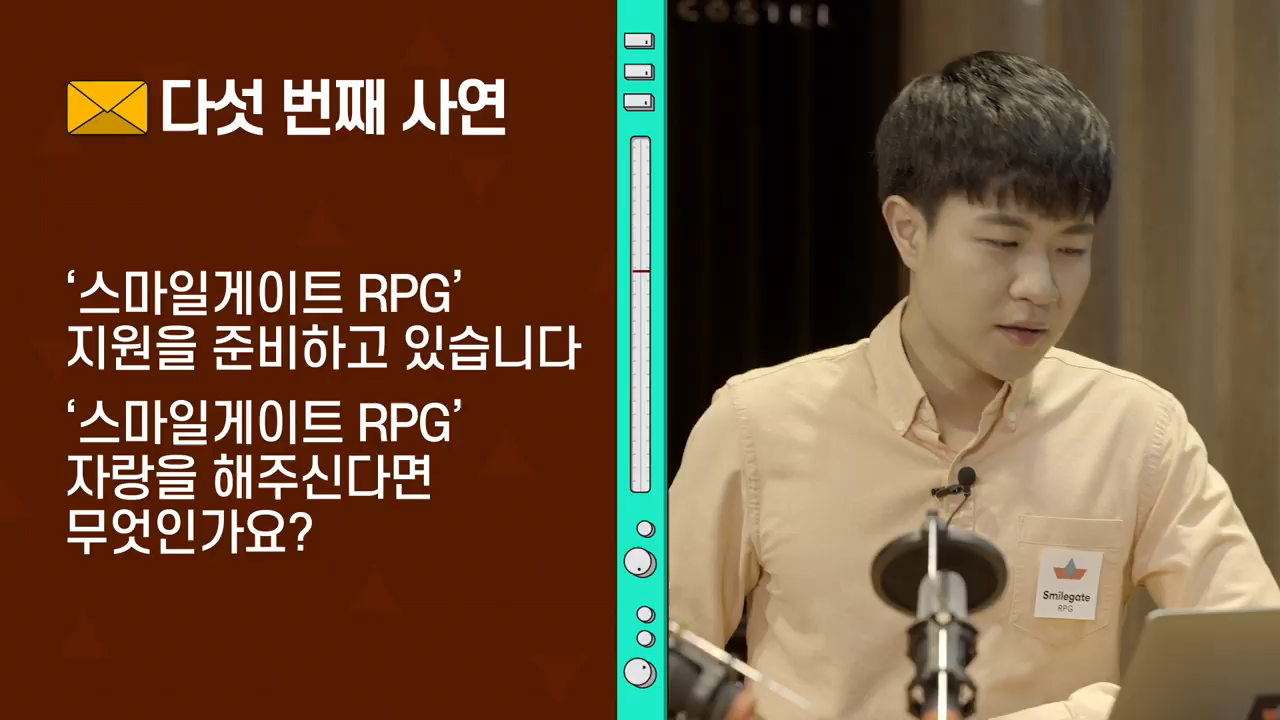 COSTEL
다섯 번째 사연
‘스마일게이트 RPG’
지원을 준비하고 있습니다
‘스마일게이트 RPG’
자랑을 해주신다면
무엇인가요?
Smilegate
RPG